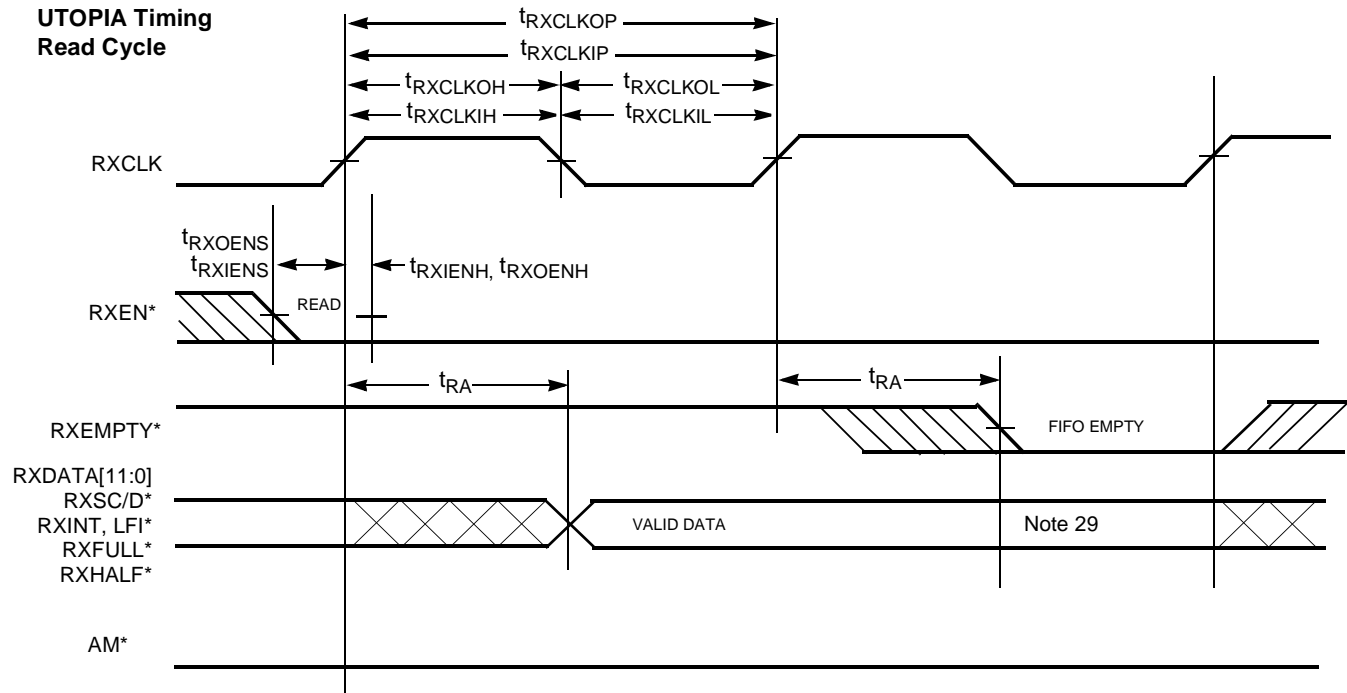 UTOPIA Timing
Read Cycle
tRXCLKOP
tRXCLKIP
tRXCLKOH
tRXCLKOL
tRXCLKIH
tRXCLKIL
RXCLK
tRXOENS
tRXIENS
tRXIENH, tRXOENH
RXEN*
READ
tRA
tRA
RXEMPTY*
FIFO EMPTY
RXDATA[11:0]
RXSC/D*
RXINT, LFI*
RXFULL*
RXHALF*
VALID DATA
Note 29
AM*